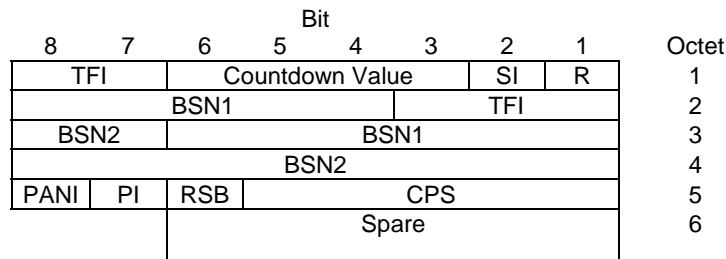 Bit
8 7 6 5 4 3 2 1 Octet
TFI Countdown Value SI R 1
BSN1 TFI 2
BSN2 BSN1 3
BSN2 4
PANI PI RSB CPS 5
Spare 6